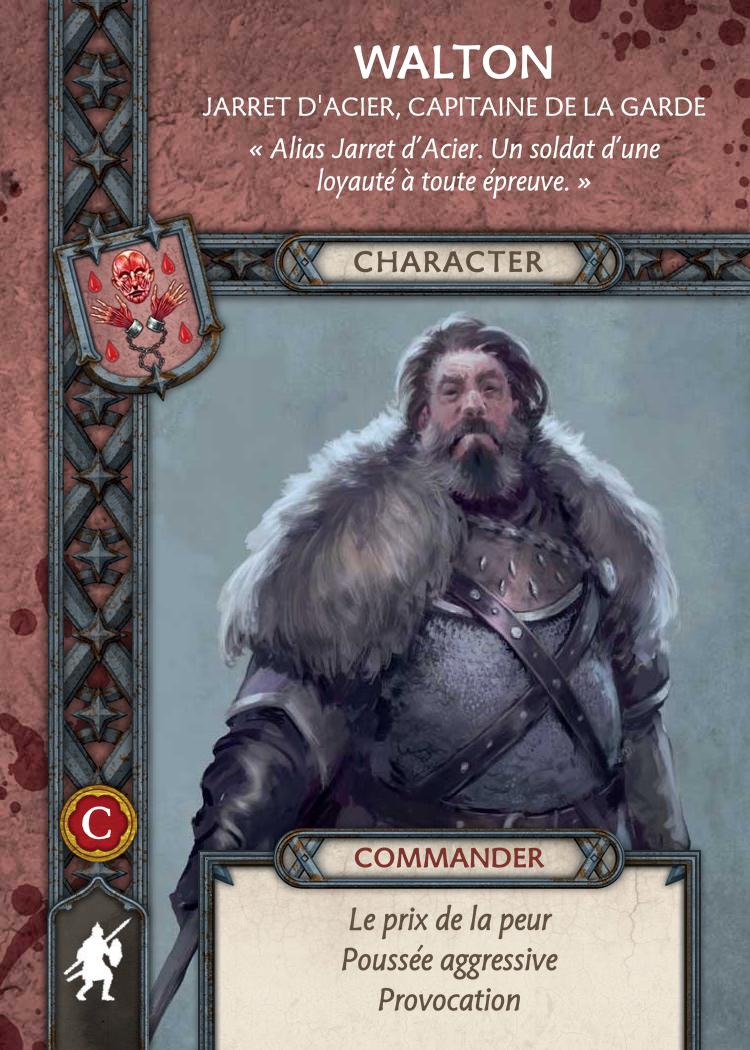 WALTON
JARRET D'ACIER, CAPITAINE DE LA GARDE
« Alias Jarret d'Acier. Un soldat d'une
loyauté à toute épreuve. »
CHARACTER
C
COMMANDER
Le prix de la peur
Poussée aggressive
Provocation